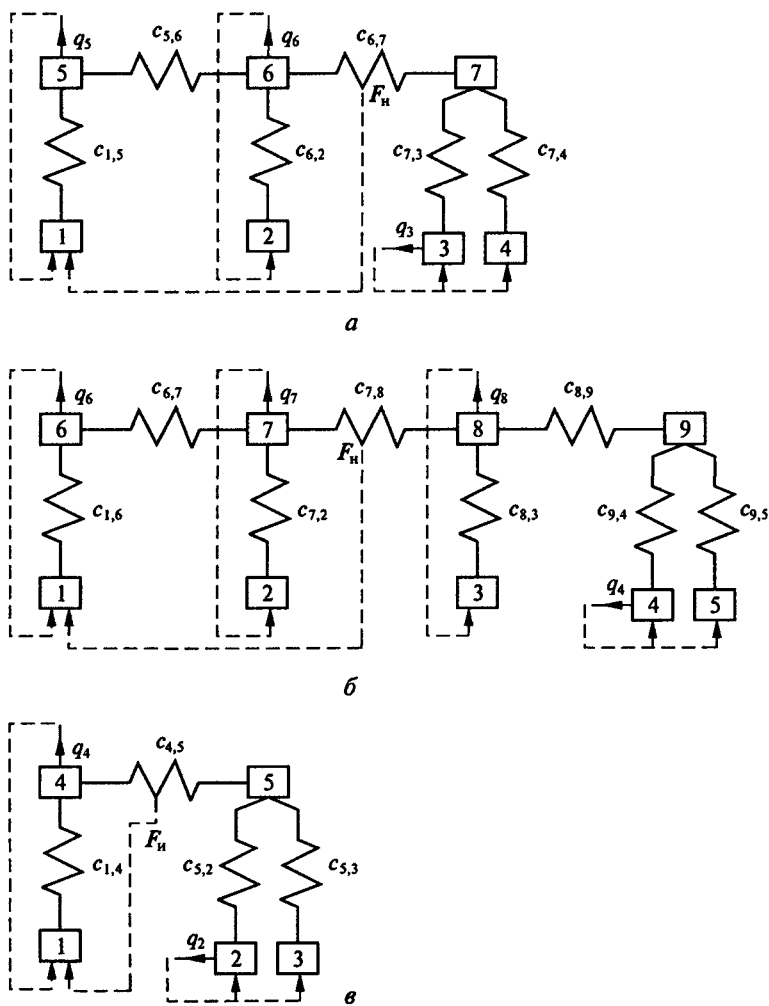 q5 c5,6 q6 c6,7
5 6 7
Fн
c1,5 c6,2 c7,3 c7,4
q3
1 2 3 4
а
q6 c6,7 q7 c7,8 q8 c8,9
6 7 8 9
Fн
c1,6 c7,2 c8,3 c9,4 c9,5
q4
1 2 3 4 5
б
q4 c4,5
4 5
Fи
c1,4 c5,2 c5,3
q2
1 2 3
в